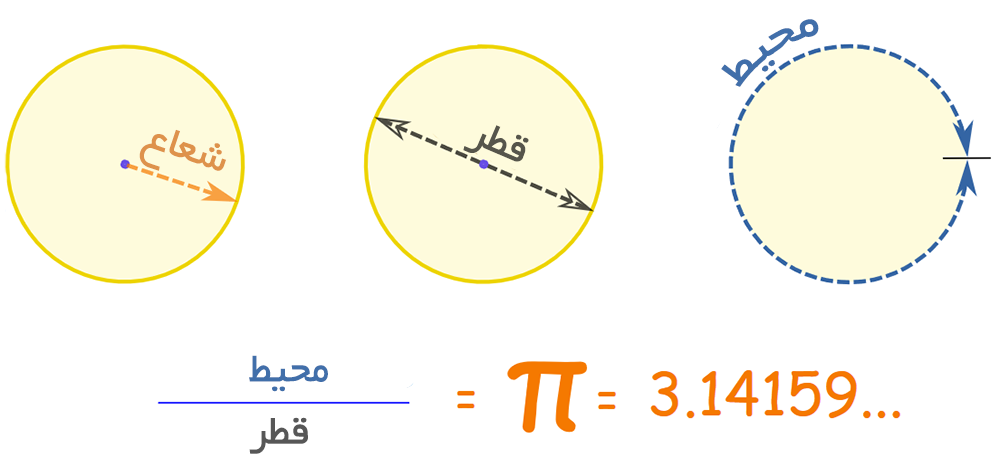 شعاع
قطر
محيط
محيط
قطر
= π = 3.14159...